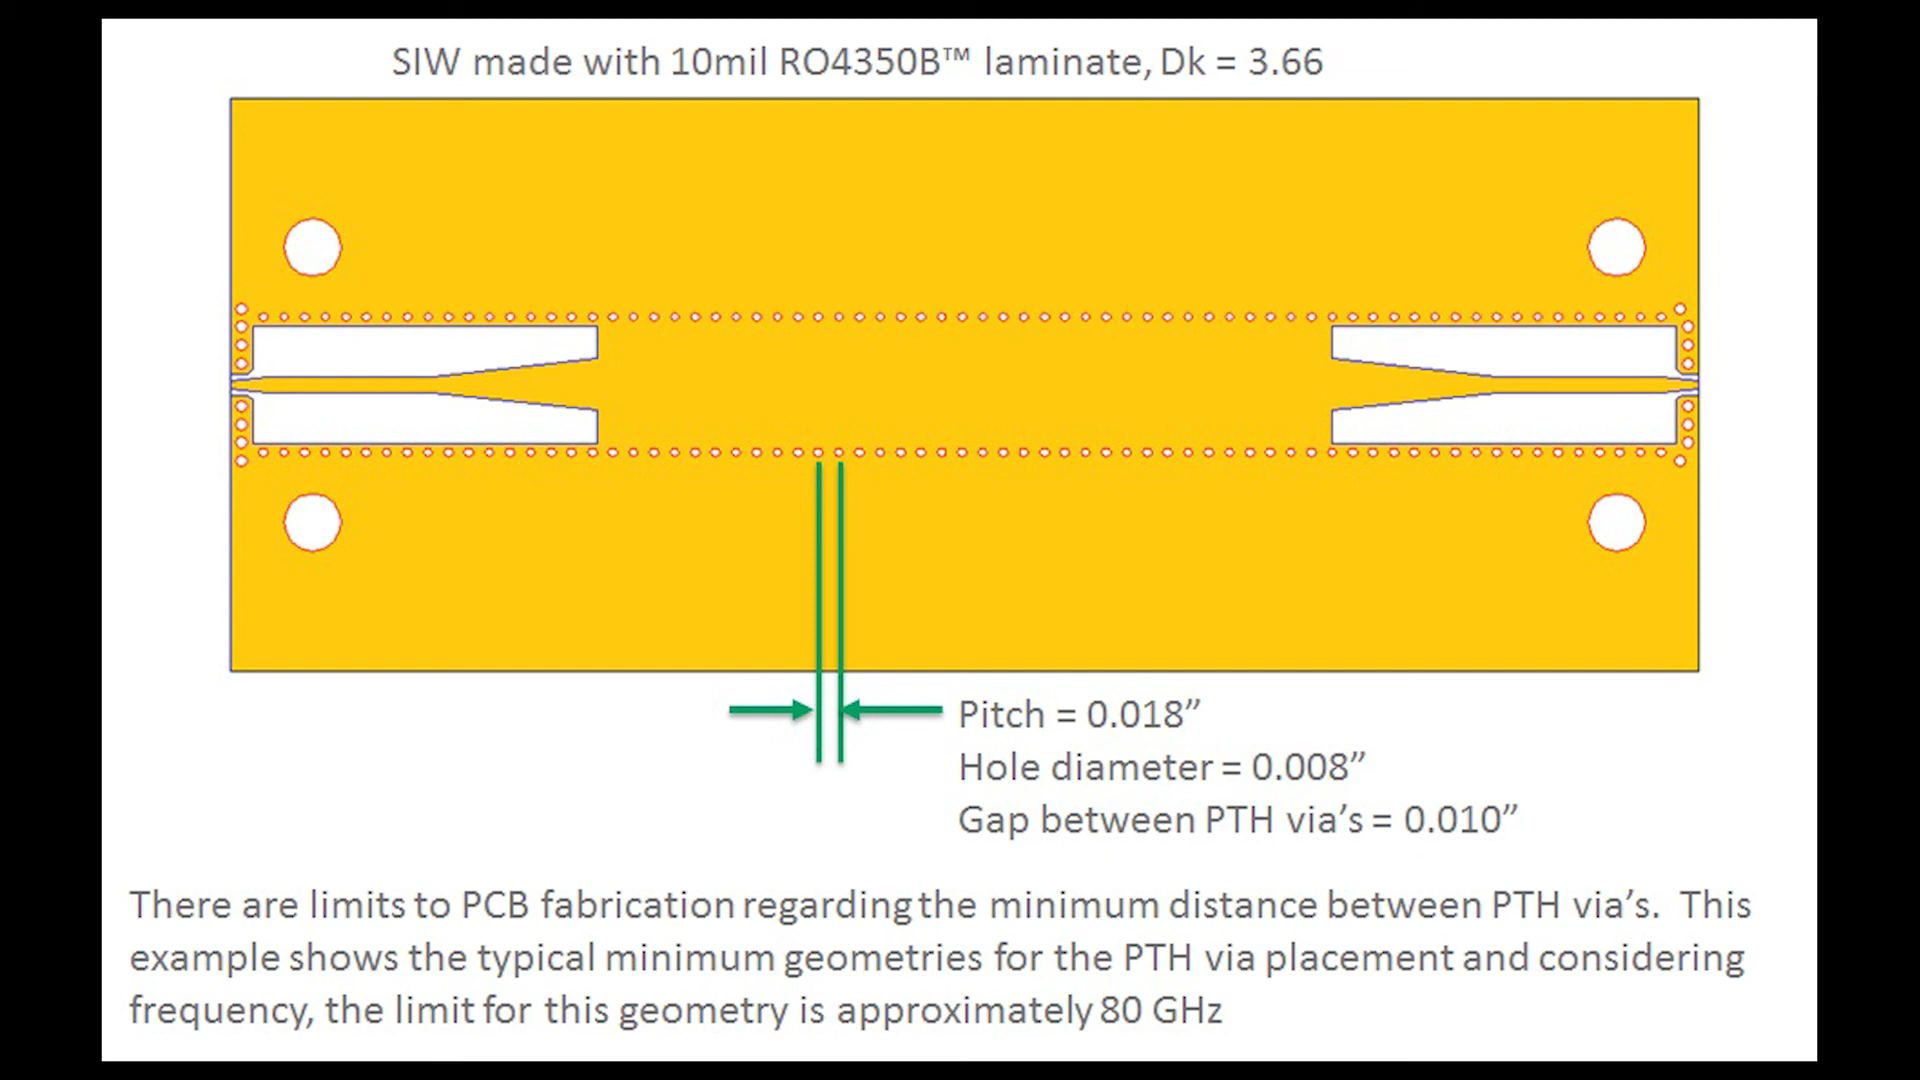 SIW made with 10mil RO4350B™ laminate, Dk = 3.66
Pitch = 0.018”
Hole diameter = 0.008”
Gap between PTH via’s = 0.010”
There are limits to PCB fabrication regarding the minimum distance between PTH via’s. This
example shows the typical minimum geometries for the PTH via placement and considering
frequency, the limit for this geometry is approximately 80 GHz